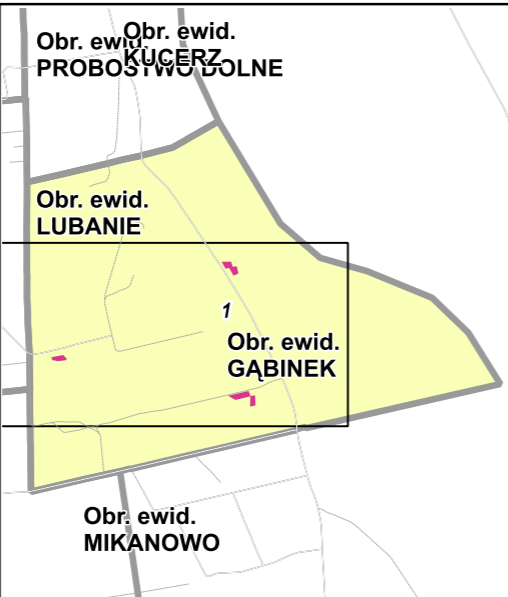 Obr. ewid.
PROBOSTWO DOLNE
Obr. ewid.
KUCERZ
Obr. ewid.
LUBANIE
1
Obr. ewid.
GĄBINEK
Obr. ewid.
MIKANOWO